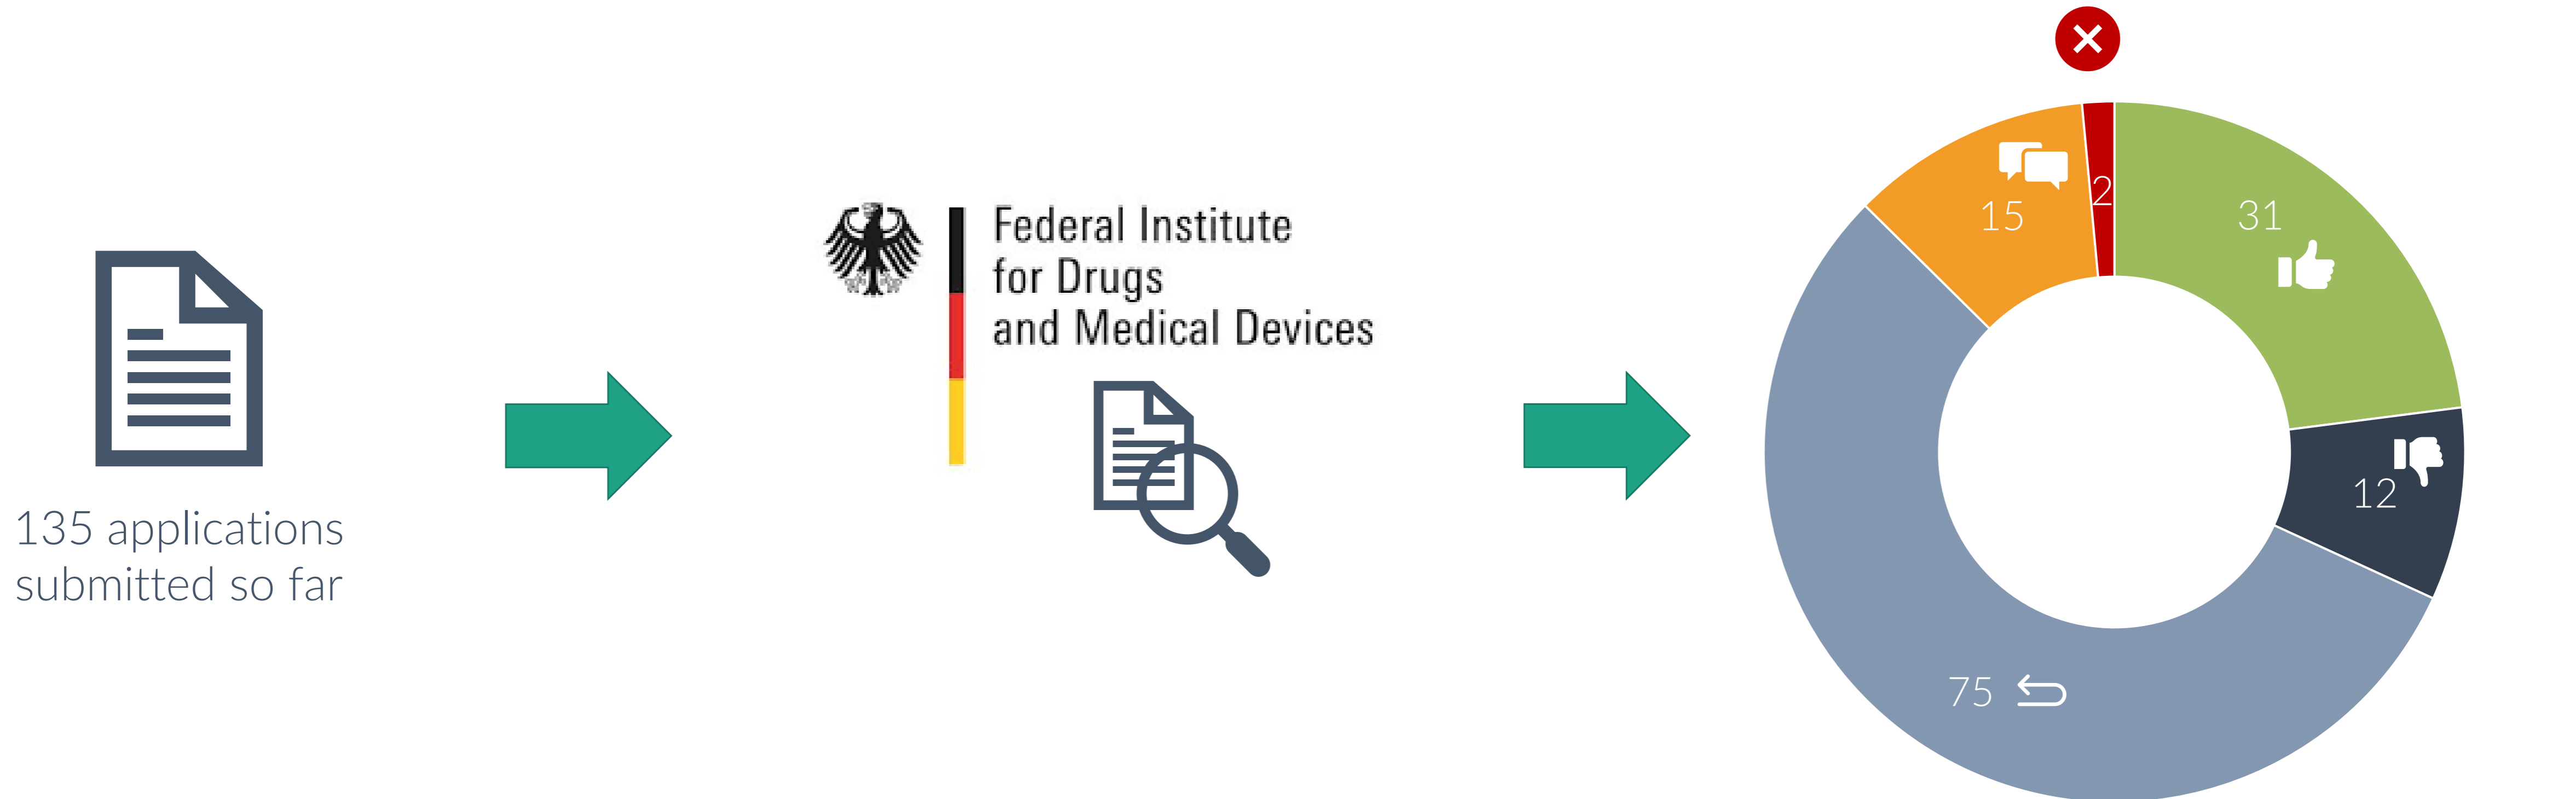 135 applications
submitted so far
Federal Institute
for Drugs
and Medical Devices
15
2
31
12
75